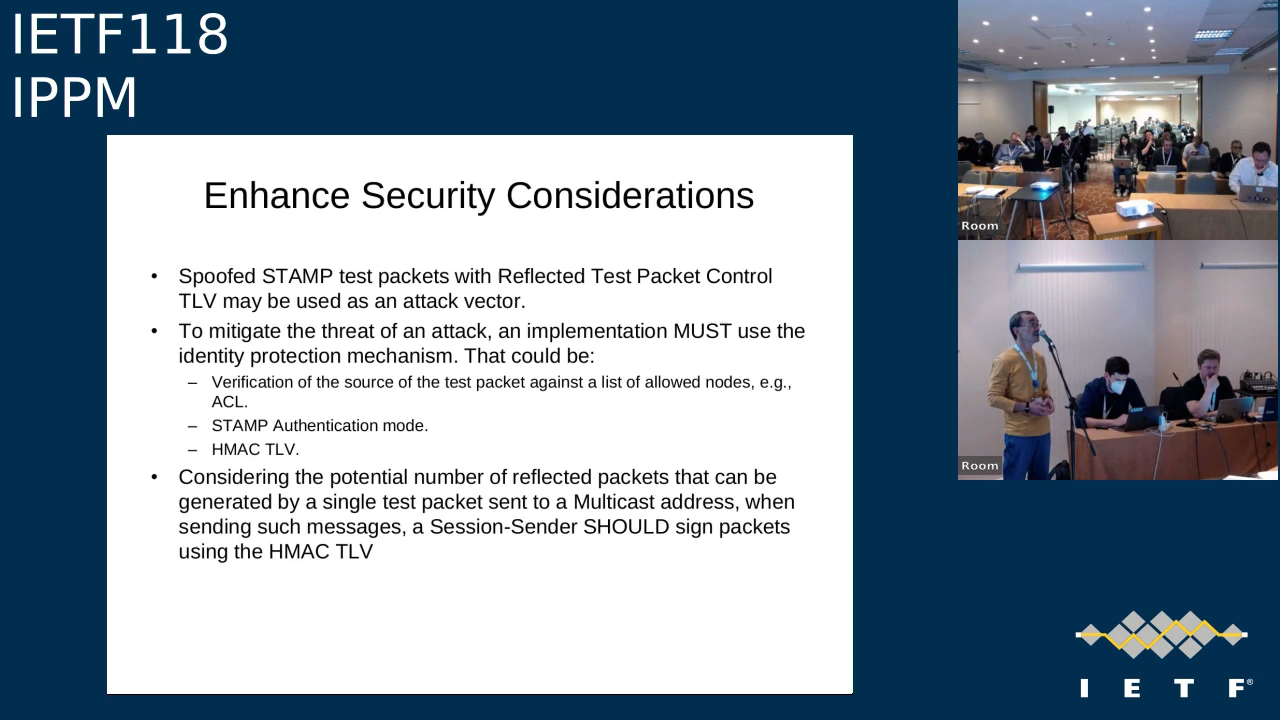 IETF118
IPPM
Enhance Security Considerations
• Spoofed STAMP test packets with Reflected Test Packet Control
TLV may be used as an attack vector.
• To mitigate the threat of an attack, an implementation MUST use the
identity protection mechanism. That could be:
– Verification of the source of the test packet against a list of allowed nodes, e.g.,
ACL.
– STAMP Authentication mode.
– HMAC TLV.
• Considering the potential number of reflected packets that can be
generated by a single test packet sent to a Multicast address, when
sending such messages, a Session-Sender SHOULD sign packets
using the HMAC TLV
Room
Room
I E T F®